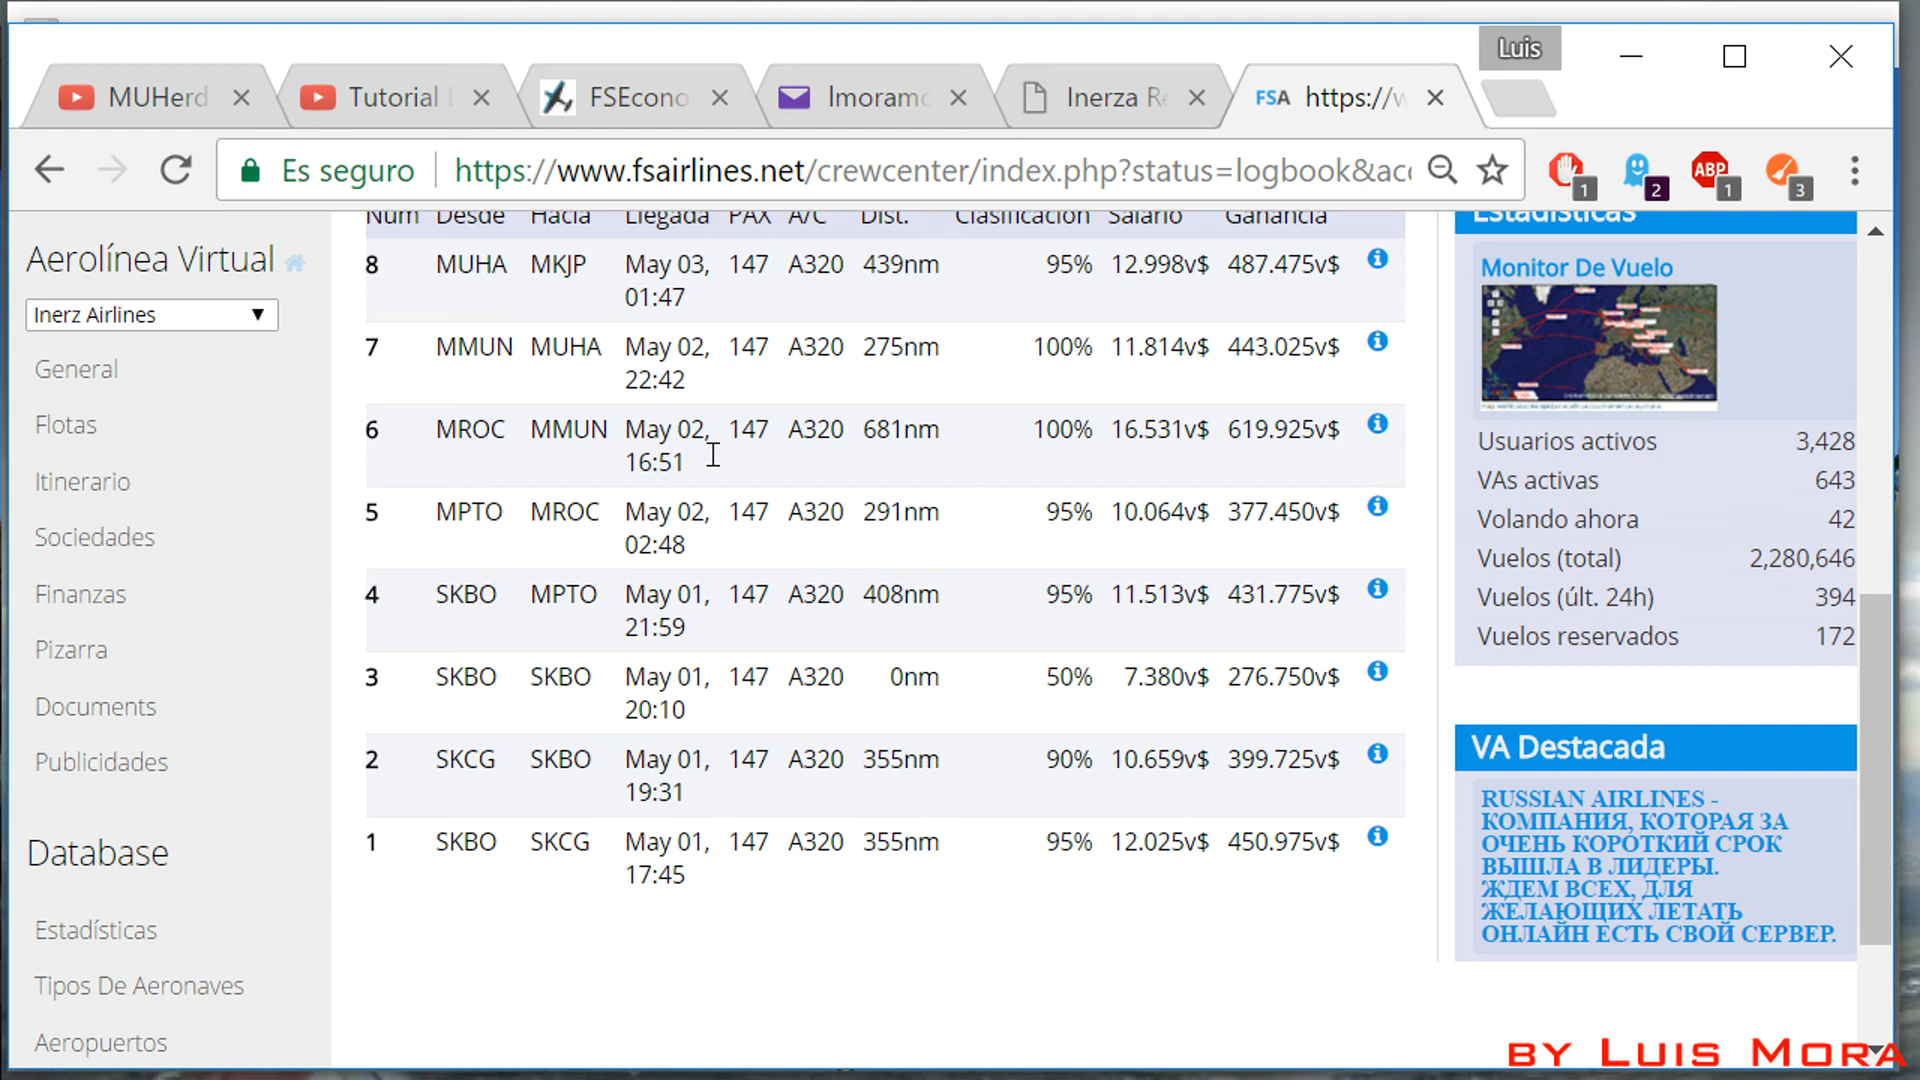 Luis
MUHerd
Tutorial
FSEcono
lmoramo
Inerza Re
FSA https://w
Es seguro https://www.fsairlines.net/crewcenter/index.php?status=logbook&acc
1 2 ABP 1 3
Aerolínea Virtual
Inerz Airlines
General
Flotas
Itinerario
Sociedades
Finanzas
Pizarra
Documents
Publicidades
Database
Estadísticas
Tipos De Aeronaves
Aeropuertos
Num Desde Hacia Llegada PAX A/C Dist. Clasificación Salario Ganancia
8 MUHA MKJP May 03, 147 A320 439nm 95% 12.998v$ 487.475v$
01:47
7 MMUN MUHA May 02, 147 A320 275nm 100% 11.814v$ 443.025v$
22:42
6 MROC MMUN May 02, 147 A320 681nm 100% 16.531v$ 619.925v$
16:51
5 MPTO MROC May 02, 147 A320 291nm 95% 10.064v$ 377.450v$
02:48
4 SKBO MPTO May 01, 147 A320 408nm 95% 11.513v$ 431.775v$
21:59
3 SKBO SKBO May 01, 147 A320 0nm 50% 7.380v$ 276.750v$
20:10
2 SKCG SKBO May 01, 147 A320 355nm 90% 10.659v$ 399.725v$
19:31
1 SKBO SKCG May 01, 147 A320 355nm 95% 12.025v$ 450.975v$
17:45
Estadísticas
Monitor De Vuelo
Usuarios activos 3,428
VAs activas 643
Volando ahora 42
Vuelos (total) 2,280,646
Vuelos (últ. 24h) 394
Vuelos reservados 172
VA Destacada
RUSSIAN AIRLINES -
КОМПАНИЯ, КОТОРАЯ ЗА
ОЧЕНЬ КОРОТКИЙ СРОК
ВЫШЛА В ЛИДЕРЫ.
ЖДЕМ ВСЕХ, ДЛЯ
ЖЕЛАЮЩИХ ЛЕТАТЬ
ОНЛАЙН ЕСТЬ СВОЙ СЕРВЕР.
BY LUIS MORA